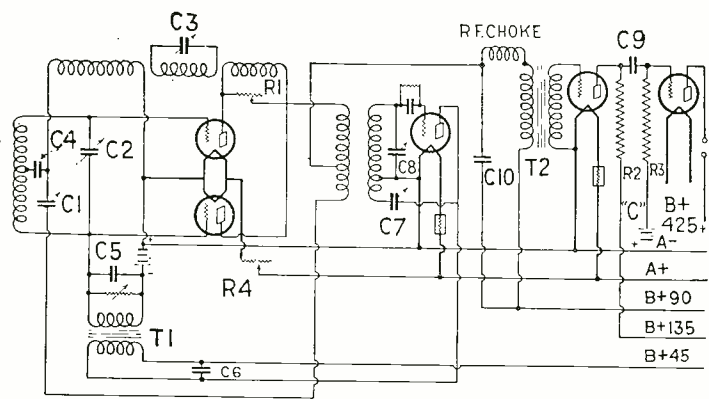 C3
R.F.CHOKE
C9
R1
C4
C2
C8
T2
C1
C10
R2
R3
C7
"C"
B+
425+
C5
+
+
A-
R4
A+
B+90
T1
B+135
C6
B+45